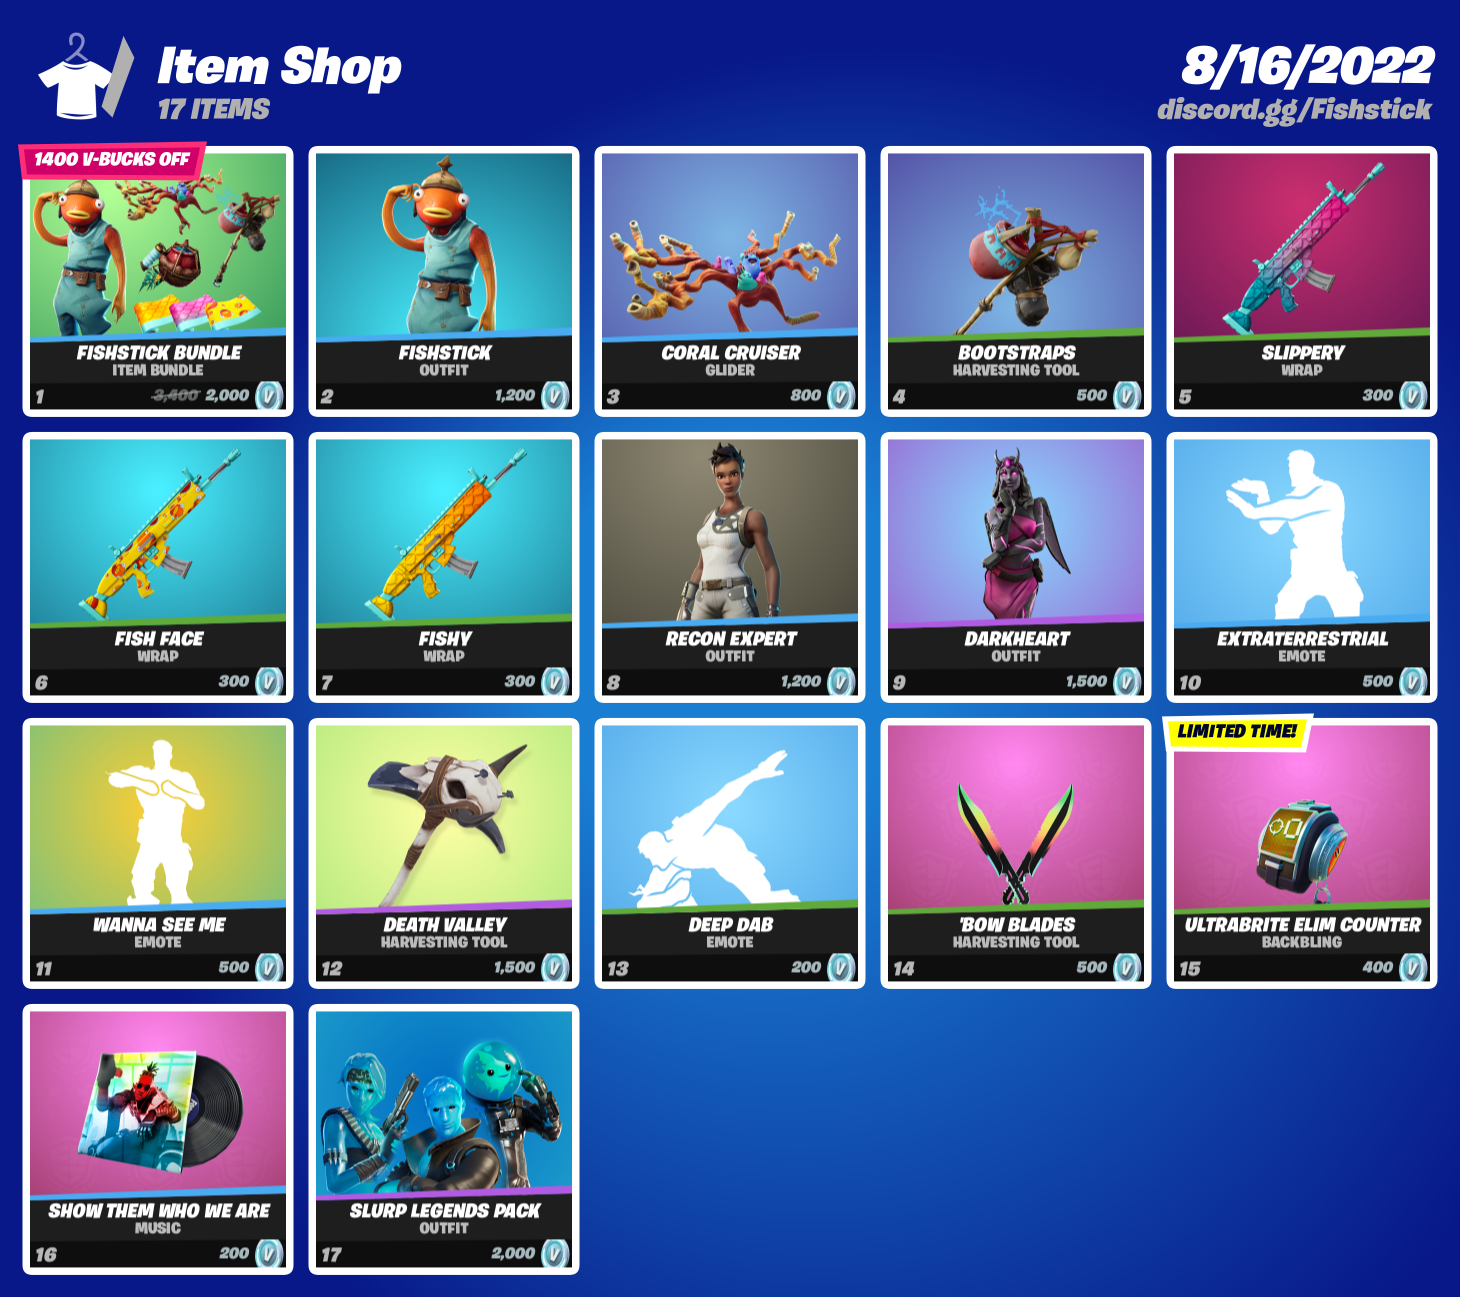 Item Shop
17 ITEMS
8/16/2022
discord.gg/Fishstick
1400 V-BUCKS OFF
FISHSTICK BUNDLE
ITEM BUNDLE
1 3,400 2,000
FISHSTICK
OUTFIT
2 1,200
CORAL CRUISER
GLIDER
3 800
BOOTSTRAPS
HARVESTING TOOL
4 500
SLIPPERY
WRAP
5 300
FISH FACE
WRAP
6 300
FISHY
WRAP
7 300
RECON EXPERT
OUTFIT
8 1,200
DARKHEART
OUTFIT
9 1,500
EXTRATERRESTRIAL
EMOTE
10 500
WANNA SEE ME
EMOTE
11 500
DEATH VALLEY
HARVESTING TOOL
12 1,500
DEEP DAB
EMOTE
13 200
'BOW BLADES
HARVESTING TOOL
14 500
LIMITED TIME!
ULTRABRITE ELIM COUNTER
BACKBLING
15 400
SHOW THEM WHO WE ARE
MUSIC
16 200
SLURP LEGENDS PACK
OUTFIT
17 2,000